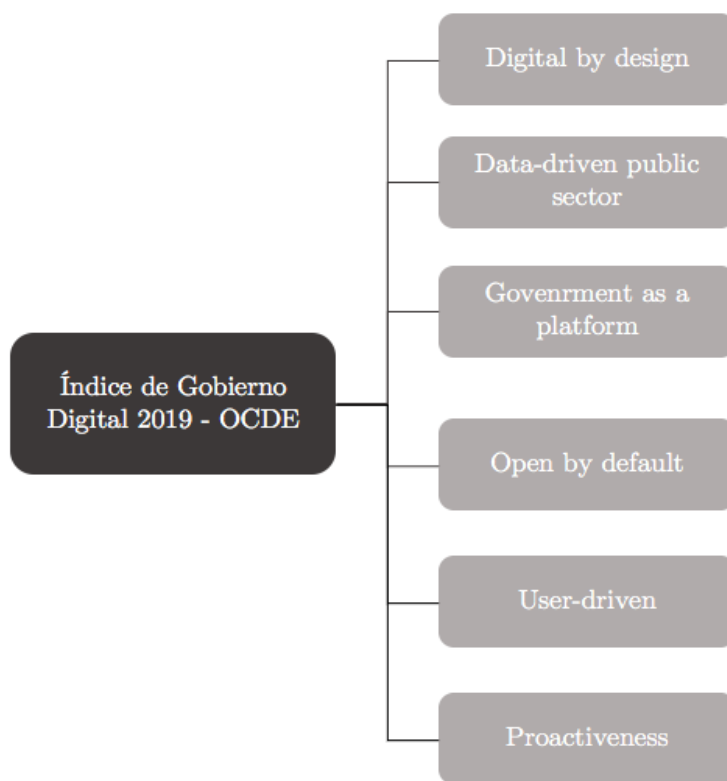 Digital by design
Data-driven public
sector
Govenrment as a
platform
Índice de Gobierno
Digital 2019 - OCDE
Open by default
User-driven
Proactiveness